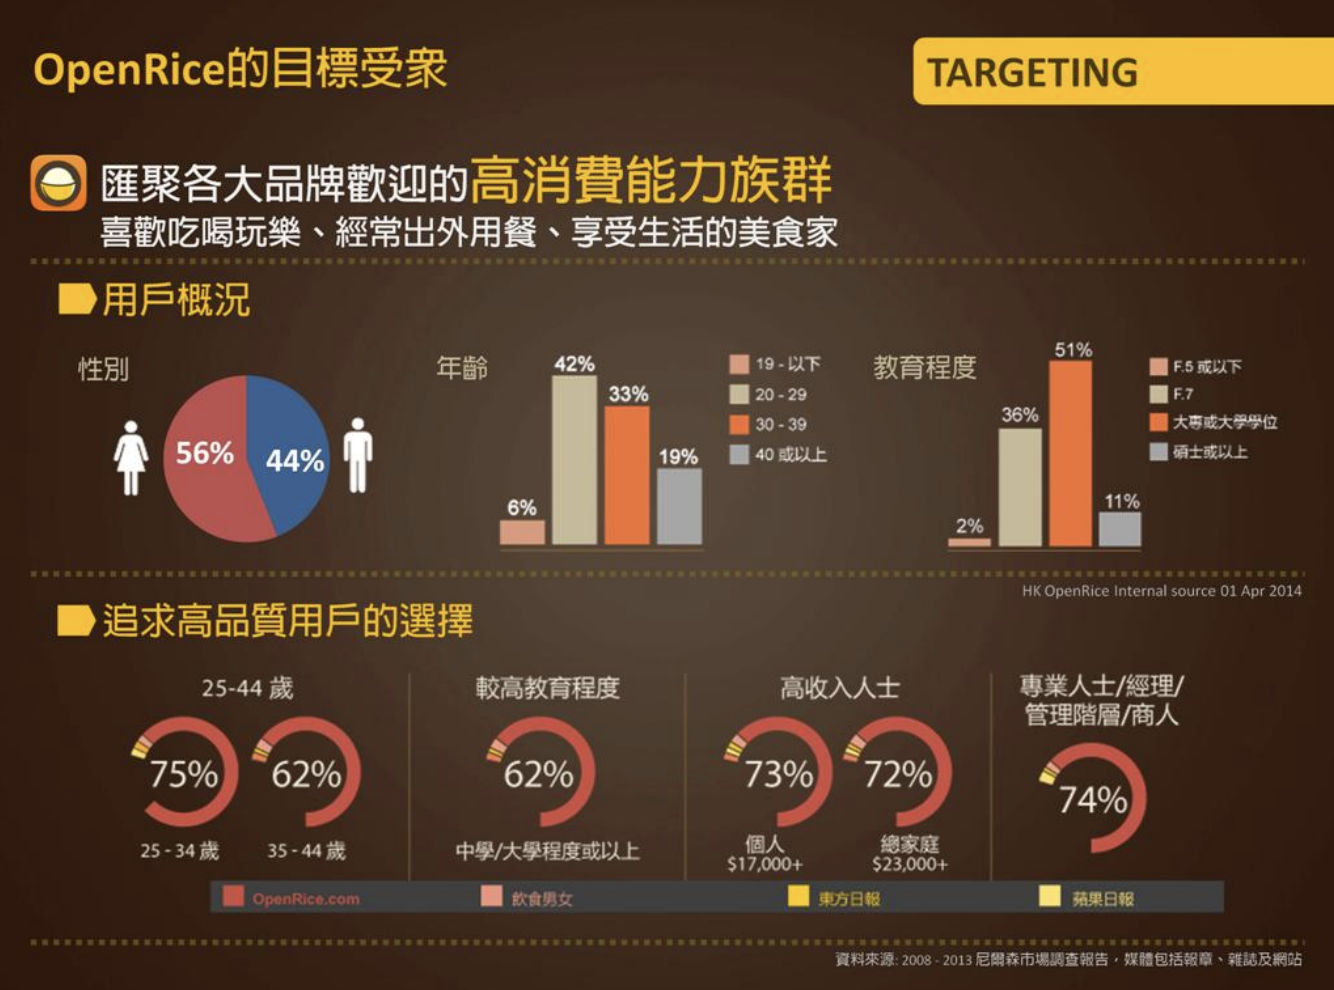 OpenRice的目標受衆
TARGETING
匯聚各大品牌歡迎的高消費能力族群
喜歡吃喝玩樂、經常出外用餐、享受生活的美食家
用戶概況
性別
56%
44%
年齡
6%
42%
33%
19%
19 - 以下
20 - 29
30 - 39
40 或以上
教育程度
2%
36%
51%
11%
F.5 或以下
F.7
大專或大學學位
碩士或以上
HK OpenRice Internal source 01 Apr 2014
追求高品質用戶的選擇
25-44 歲
75%
25 - 34 歲
62%
35 - 44 歲
較高教育程度
62%
中學/大學程度或以上
高收入人士
73%
個人
$17,000+
72%
總家庭
$23,000+
專業人士/經理/
管理階層/商人
74%
OpenRice.com
飲食男女
東方日報
蘋果日報
資料來源: 2008 - 2013 尼爾森市場調查報告，媒體包括報章、雜誌及網站